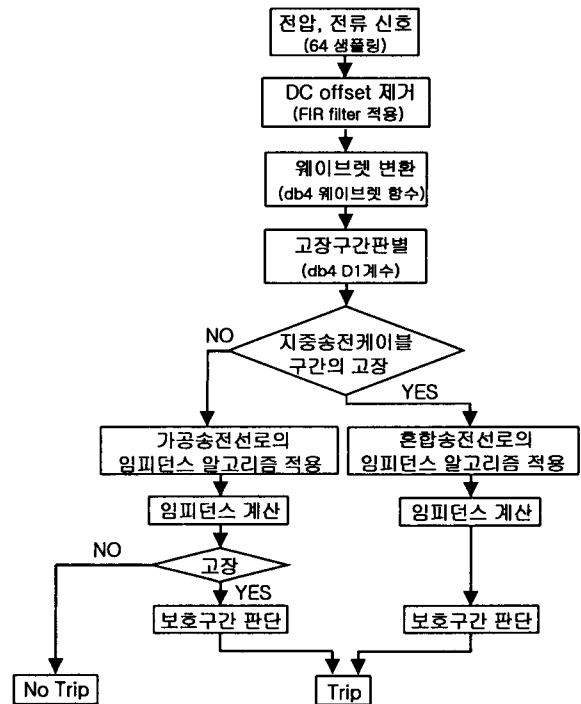 전압, 전류 신호
(64 샘플링)
DC offset 제거
(FIR filter 적용)
웨이브렛 변환
(db4 웨이브렛 함수)
고장구간판별
(db4 D1계수)
NO
지중송전케이블
구간의 고장
YES
가공송전선로의
임피던스 알고리즘 적용
혼합송전선로의
임피던스 알고리즘 적용
임피던스 계산
임피던스 계산
NO
고장
YES
보호구간 판단
보호구간 판단
No Trip
Trip